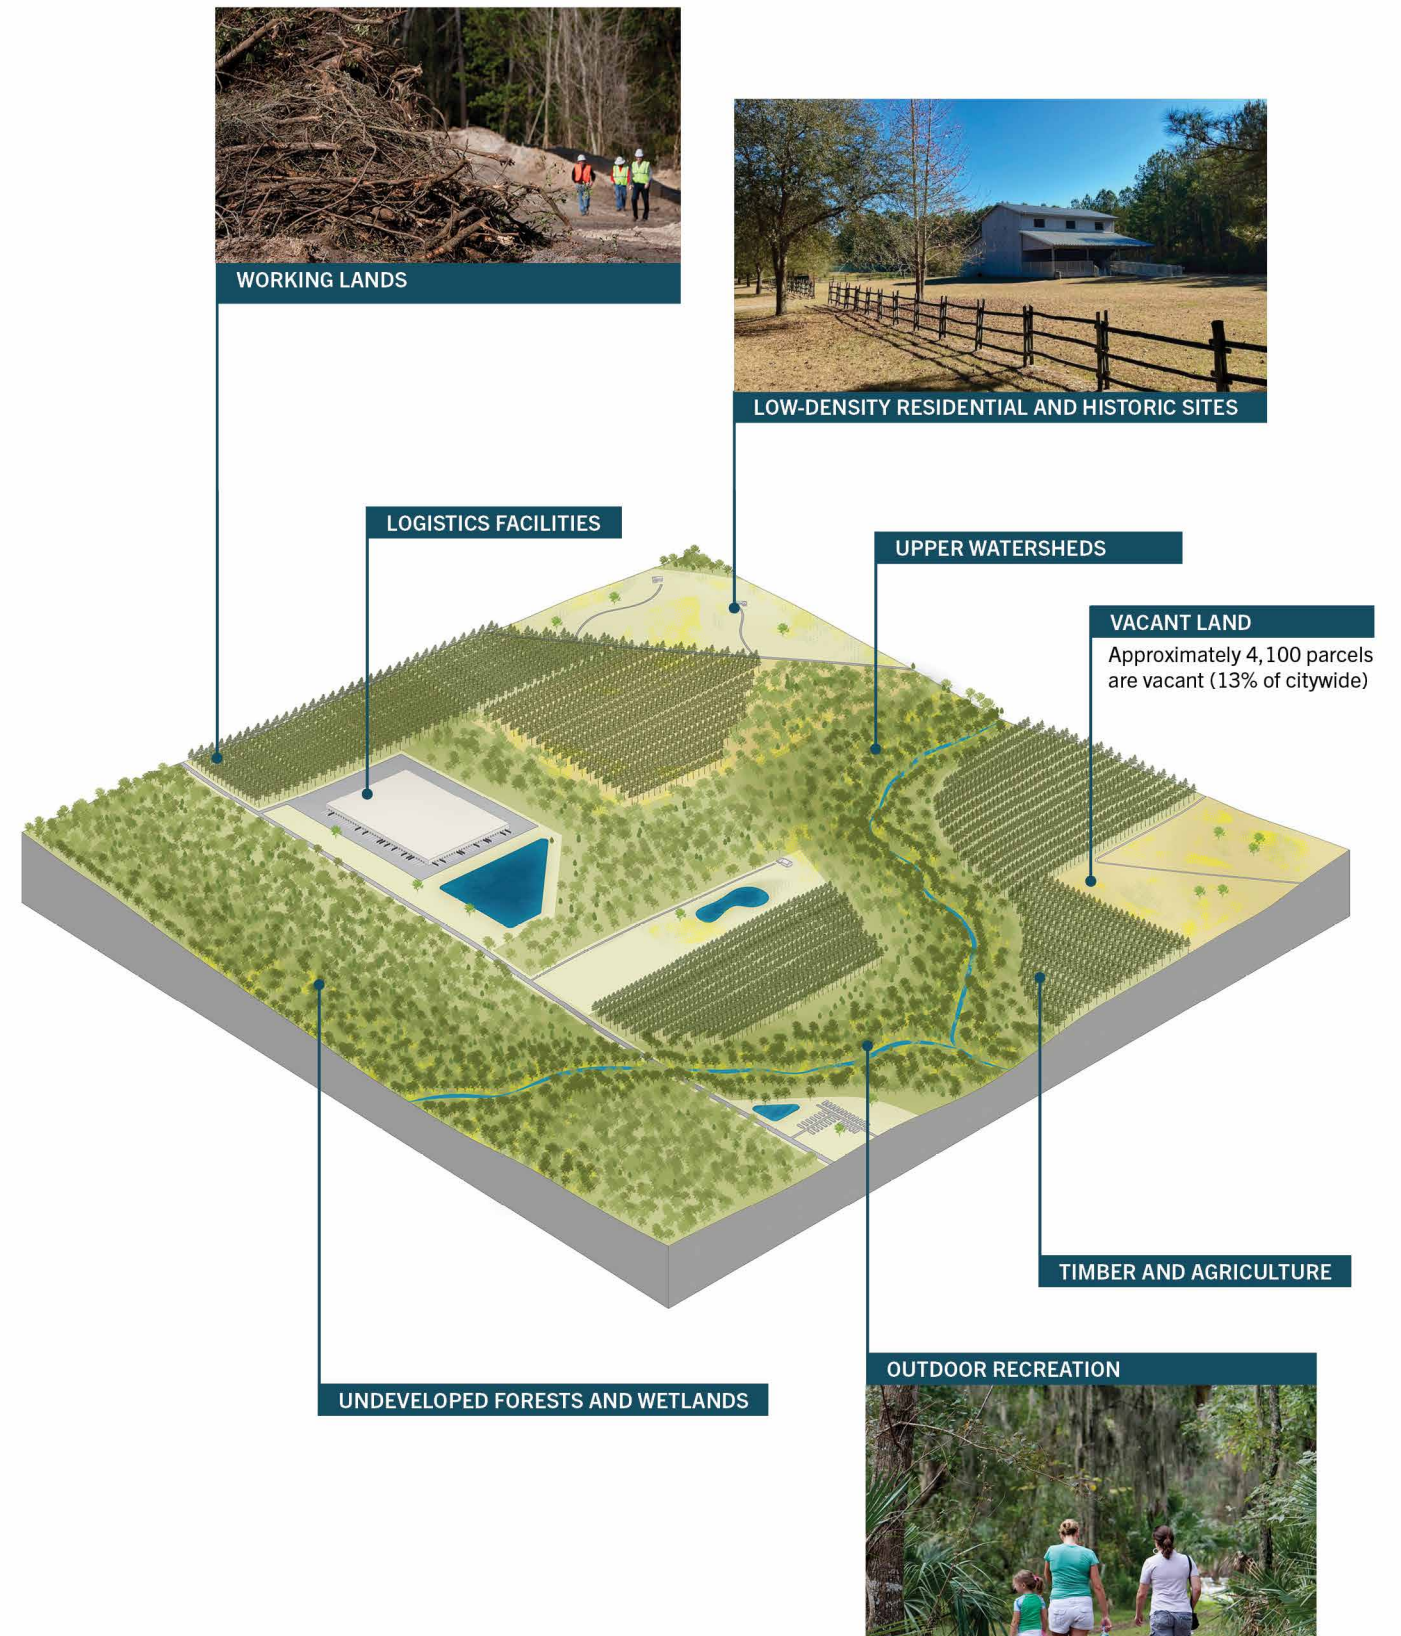 WORKING LANDS
LOW-DENSITY RESIDENTIAL AND HISTORIC SITES
LOGISTICS FACILITIES
UPPER WATERSHEDS
VACANT LAND
Approximately 4,100 parcels
are vacant (13% of citywide)
TIMBER AND AGRICULTURE
OUTDOOR RECREATION
UNDEVELOPED FORESTS AND WETLANDS